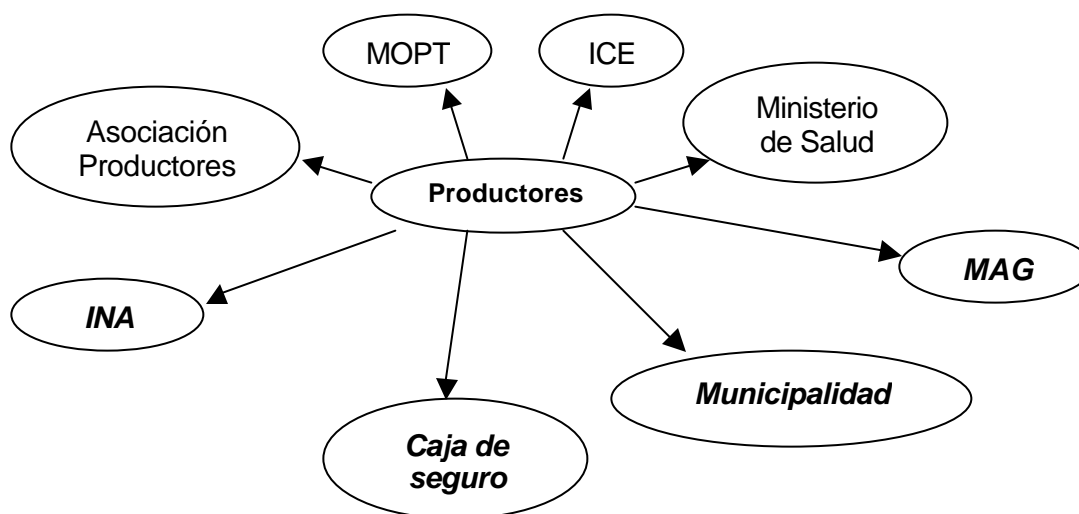 MOPT
ICE
Asociación
Productores
Ministerio
de Salud
Productores
MAG
INA
Municipalidad
Caja de
seguro